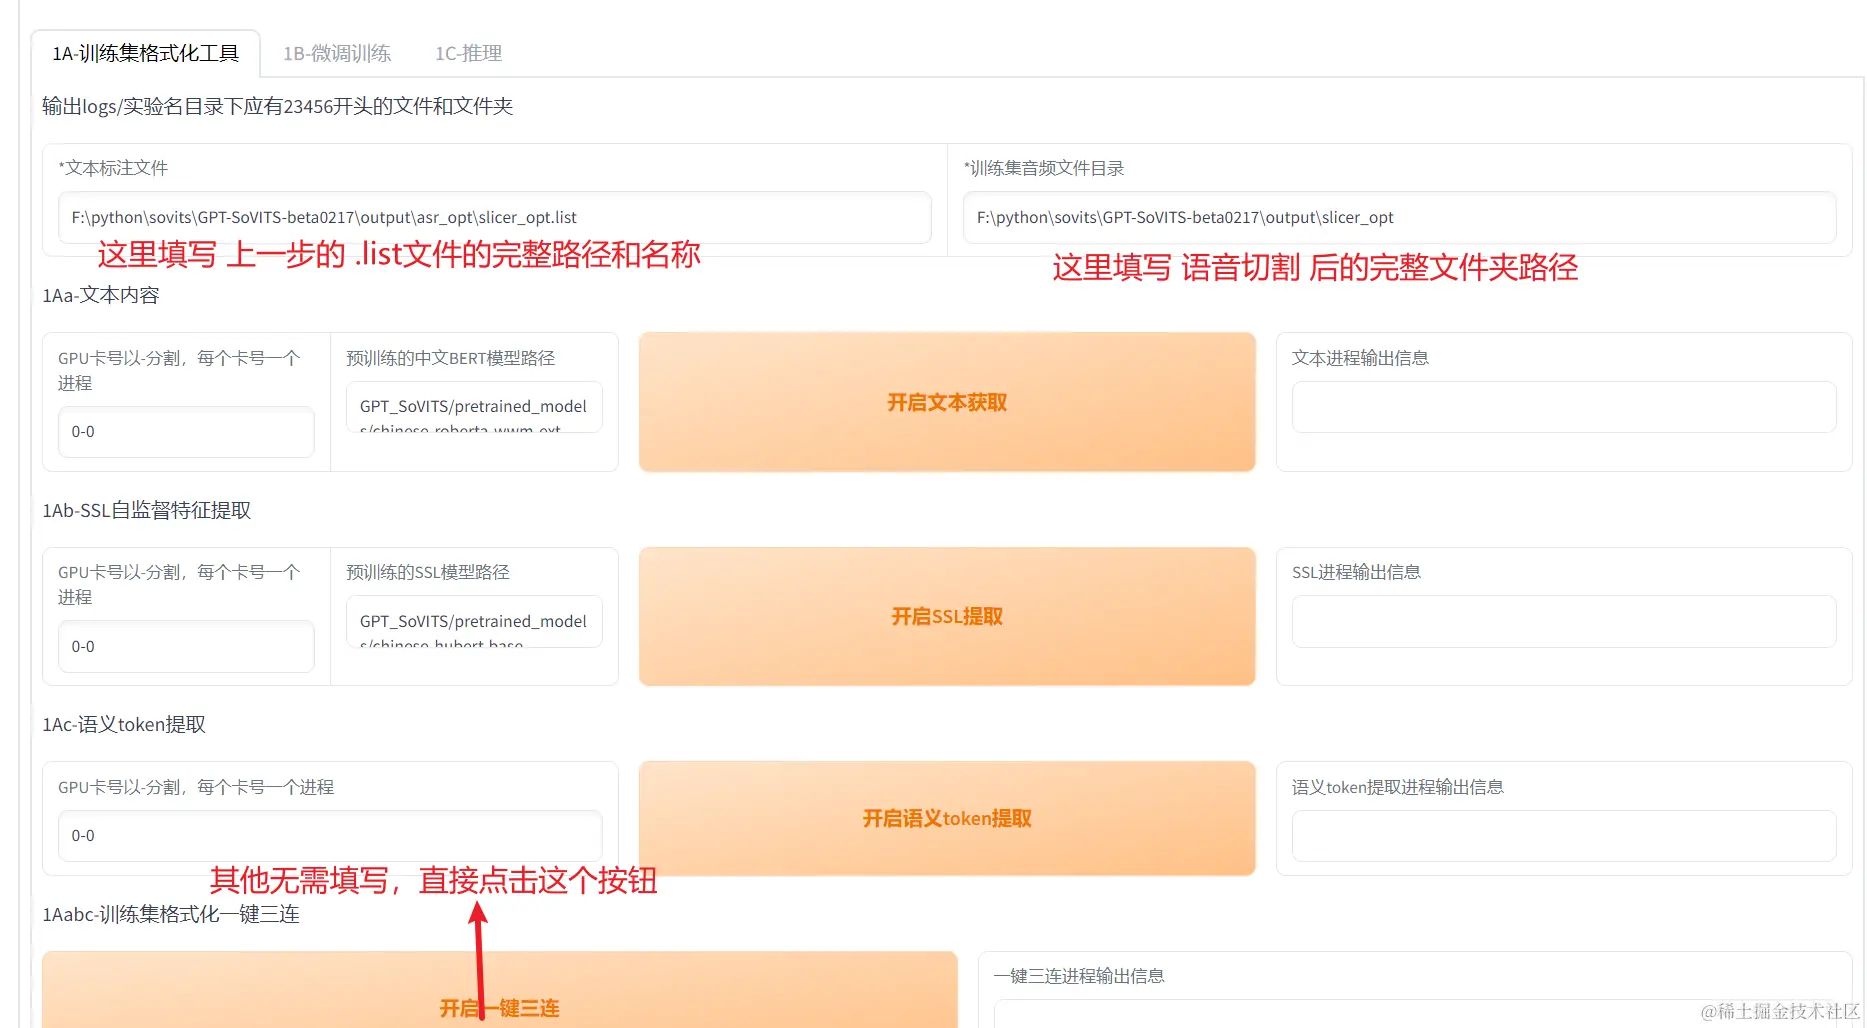 1A-训练集格式化工具 1B-微调训练 1C-推理
输出logs/实验名目录下应有23456开头的文件和文件夹
*文本标注文件
F:\python\sovits\GPT-SoVITS-beta0217\output\asr_opt\slicer_opt.list
这里填写 上一步的 .list文件的完整路径和名称
*训练集音频文件目录
F:\python\sovits\GPT-SoVITS-beta0217\output\slicer_opt
这里填写 语音切割 后的完整文件夹路径
1Aa-文本内容
GPU卡号以-分割，每个卡号一个
进程
0-0
预训练的中文BERT模型路径
GPT_SoVITS/pretrained_model
s/chinese-roberta-wwm-ext
开启文本获取
文本进程输出信息
1Ab-SSL自监督特征提取
GPU卡号以-分割，每个卡号一个
进程
0-0
预训练的SSL模型路径
GPT_SoVITS/pretrained_model
s/chinese-hubert-base
开启SSL提取
SSL进程输出信息
1Ac-语义token提取
GPU卡号以-分割，每个卡号一个进程
0-0
开启语义token提取
语义token提取进程输出信息
其他无需填写，直接点击这个按钮
1Aabc-训练集格式化一键三连
开启一键三连
一键三连进程输出信息
@稀土掘金技术社区